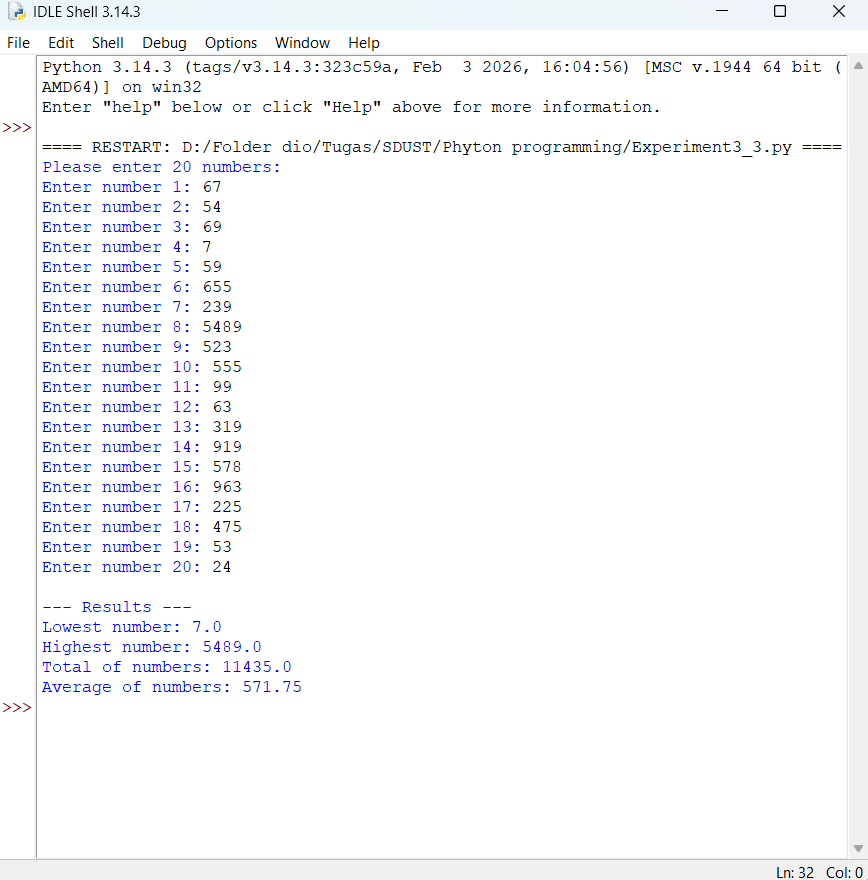 IDLE Shell 3.14.3
File Edit Shell Debug Options Window Help
Python 3.14.3 (tags/v3.14.3:323c59a, Feb  3 2026, 16:04:56) [MSC v.1944 64 bit (
AMD64)] on win32
Enter "help" below or click "Help" above for more information.
>>>
==== RESTART: D:/Folder dio/Tugas/SDUST/Phyton programming/Experiment3_3.py ====
Please enter 20 numbers:
Enter number 1: 67
Enter number 2: 54
Enter number 3: 69
Enter number 4: 7
Enter number 5: 59
Enter number 6: 655
Enter number 7: 239
Enter number 8: 5489
Enter number 9: 523
Enter number 10: 555
Enter number 11: 99
Enter number 12: 63
Enter number 13: 319
Enter number 14: 919
Enter number 15: 578
Enter number 16: 963
Enter number 17: 225
Enter number 18: 475
Enter number 19: 53
Enter number 20: 24
--- Results ---
Lowest number: 7.0
Highest number: 5489.0
Total of numbers: 11435.0
Average of numbers: 571.75
>>>
Ln: 32 Col: 0